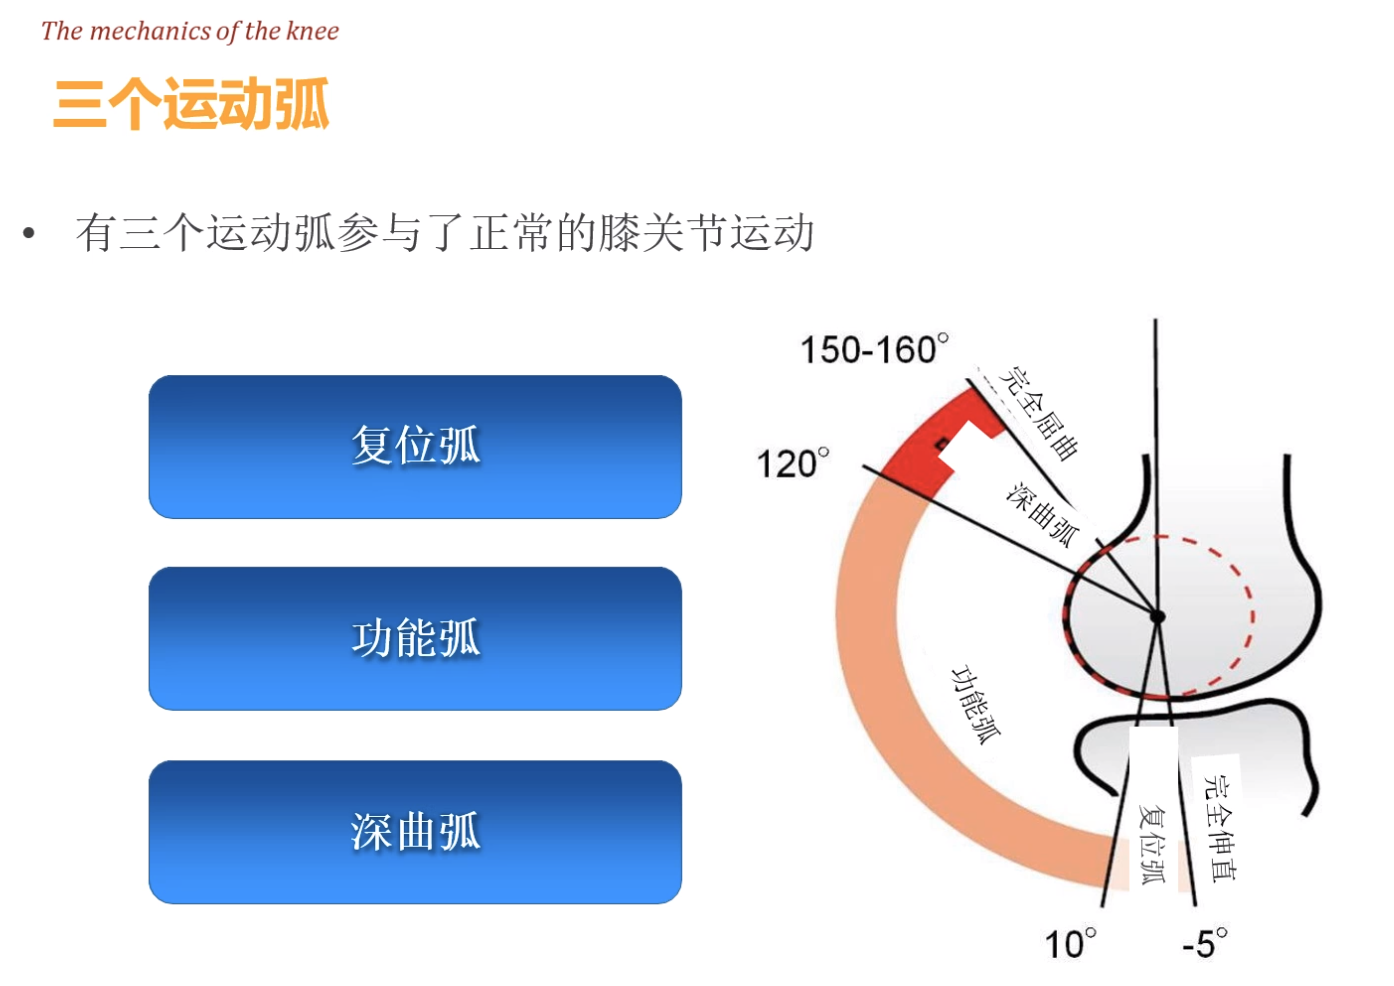 The mechanics of the knee
三个运动弧
• 有三个运动弧参与了正常的膝关节运动
复位弧
功能弧
深曲弧
150-160°
完全屈曲
120°
深曲弧
功能弧
复位弧
完全伸直
10°
-5°